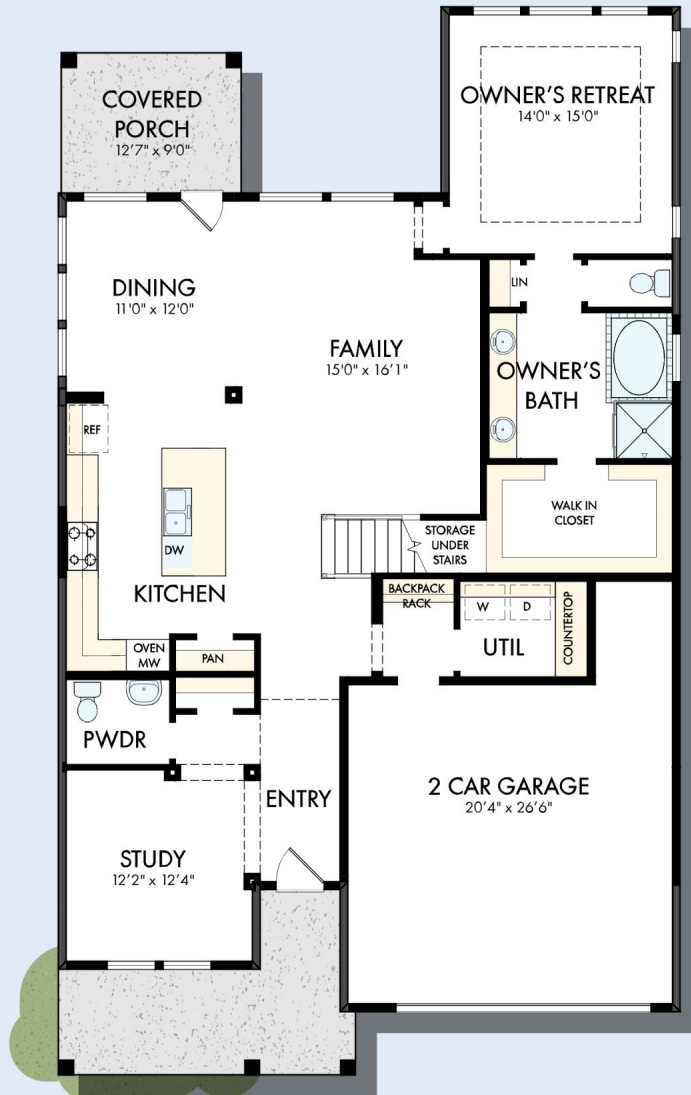 COVERED
PORCH
12'7" x 9'0"
OWNER'S RETREAT
14'0" x 15'0"
DINING
11'0" x 12'0"
FAMILY
15'0" x 16'1"
LIN
OWNER'S
BATH
REF
DW
KITCHEN
OVEN
MW
PAN
STORAGE
UNDER
STAIRS
WALK IN
CLOSET
BACKPACK
RACK
W
D
UTIL
COUNTERTOP
PWDR
ENTRY
2 CAR GARAGE
20'4" x 26'6"
STUDY
12'2" x 12'4"